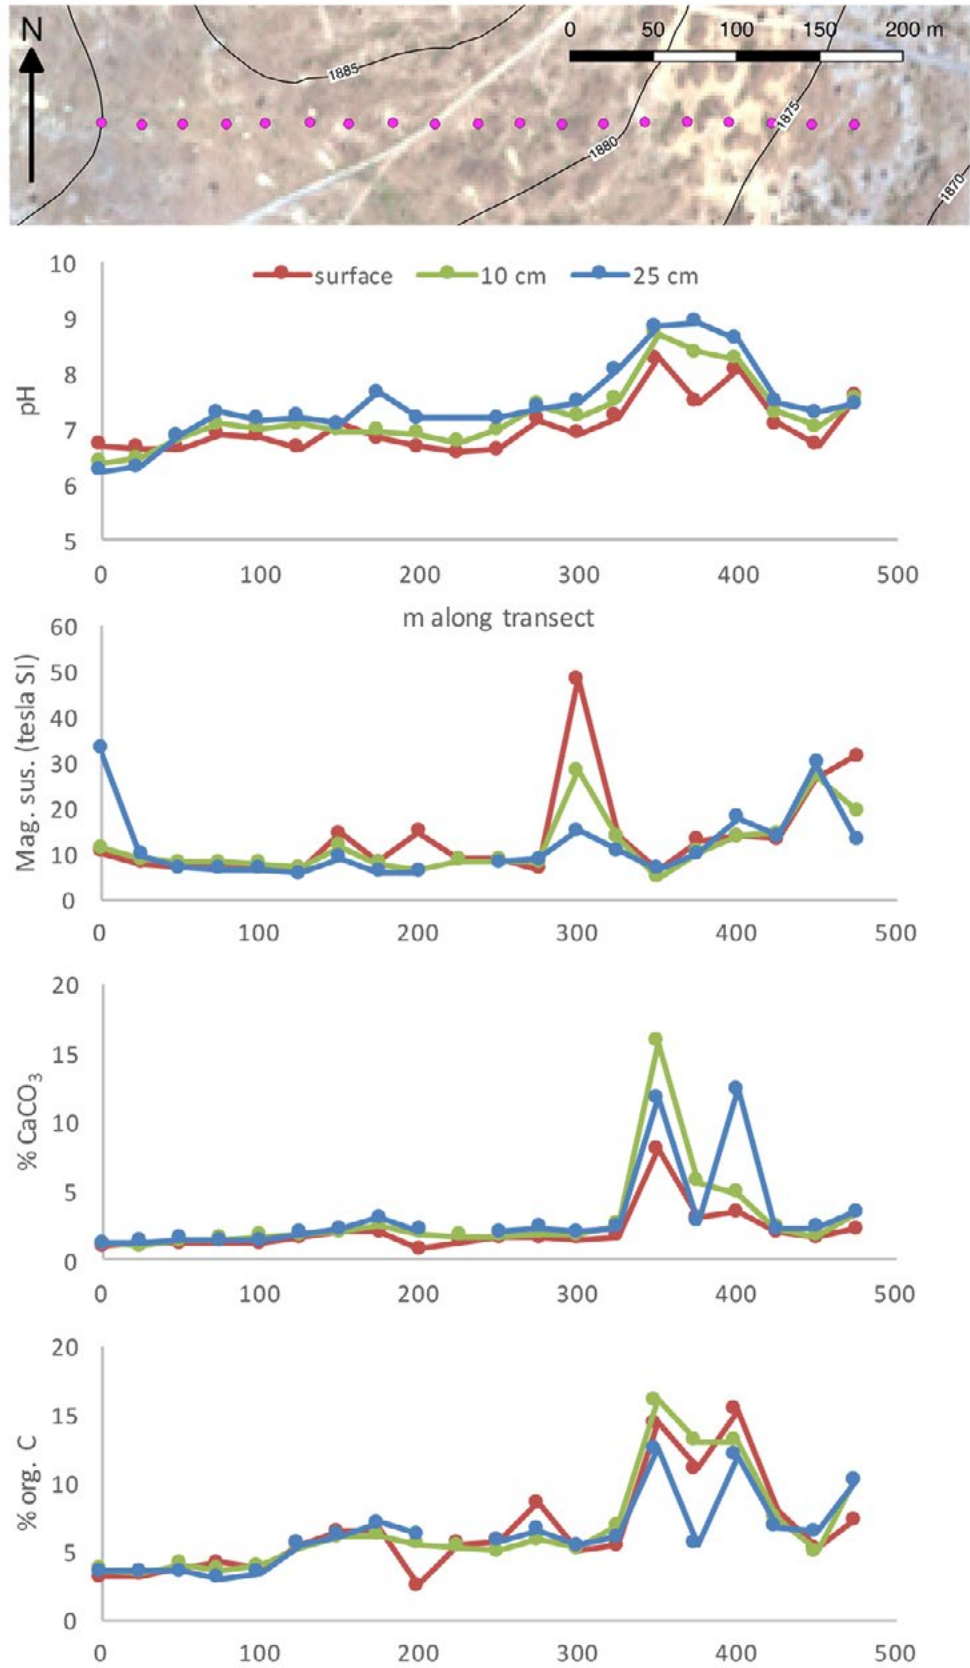 N
0 50 100 150 200 m
1885
1880
1875
1870
surface 10 cm 25 cm
10
9
8
7
6
5
pH
0 100 200 300 400 500
m along transect
60
50
40
30
20
10
0
Mag. sus. (tesla SI)
0 100 200 300 400 500
20
15
10
5
0
% CaCO₃
0 100 200 300 400 500
20
15
10
5
0
% org. C
0 100 200 300 400 500